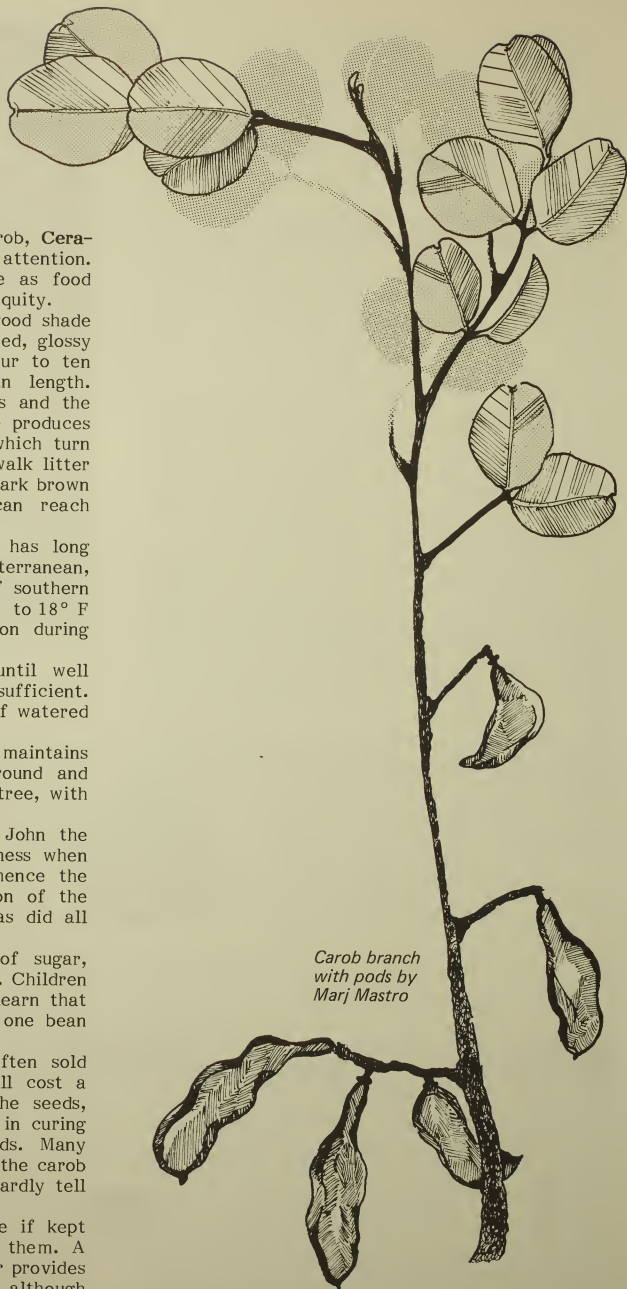 rob, Cera-
attention.
e as food
quity.
ood shade
ed, glossy
ur to ten
n length.
s and the
produces
which turn
walk litter
ark brown
can reach
has long
terranean,
southern
to 18° F
on during
until well
sufficient.
f watered
maintains
round and
tree, with
John the
ness when
hence the
on of the
as did all
of sugar,
. Children
learn that
one bean
ften sold
ll cost a
he seeds,
in curing
ds. Many
the carob
ardly tell
e if kept
them. A
r provides
although
Carob branch
with pods by
Marj Mastro